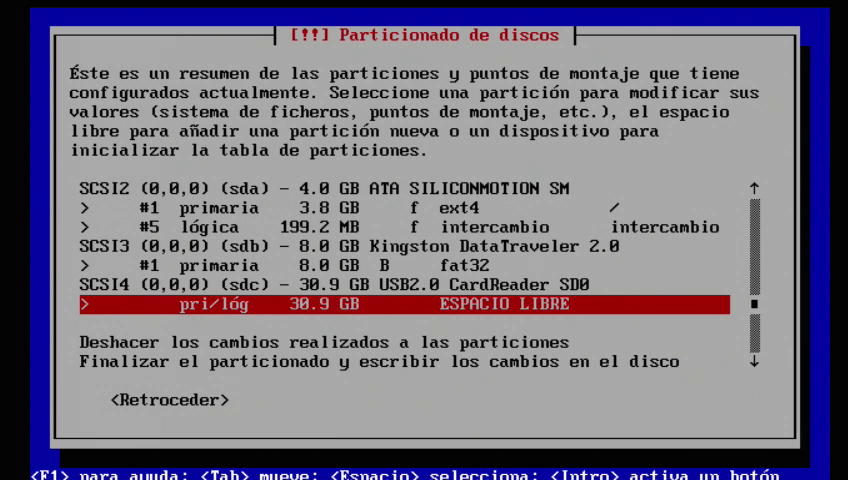 [!!] Particionado de discos
Éste es un resumen de las particiones y puntos de montaje que tiene
configurados actualmente. Seleccione una partición para modificar sus
valores (sistema de ficheros, puntos de montaje, etc.), el espacio
libre para añadir una partición nueva o un dispositivo para
inicializar la tabla de particiones.
SCSI2 (0,0,0) (sda) - 4.0 GB ATA SILICONMOTION SM
> #1 primaria 3.8 GB f ext4 /
> #5 lógica 199.2 MB f intercambio intercambio
SCSI3 (0,0,0) (sdb) - 8.0 GB Kingston DataTraveler 2.0
> #1 primaria 8.0 GB B fat32
SCSI4 (0,0,0) (sdc) - 30.9 GB USB2.0 CardReader SD0
> pri/lóg 30.9 GB ESPACIO LIBRE
Deshacer los cambios realizados a las particiones
Finalizar el particionado y escribir los cambios en el disco
<Retroceder>
<F1> para ayuda; <Tab> mueve; <Espacio> selecciona; <Intro> activa un botón